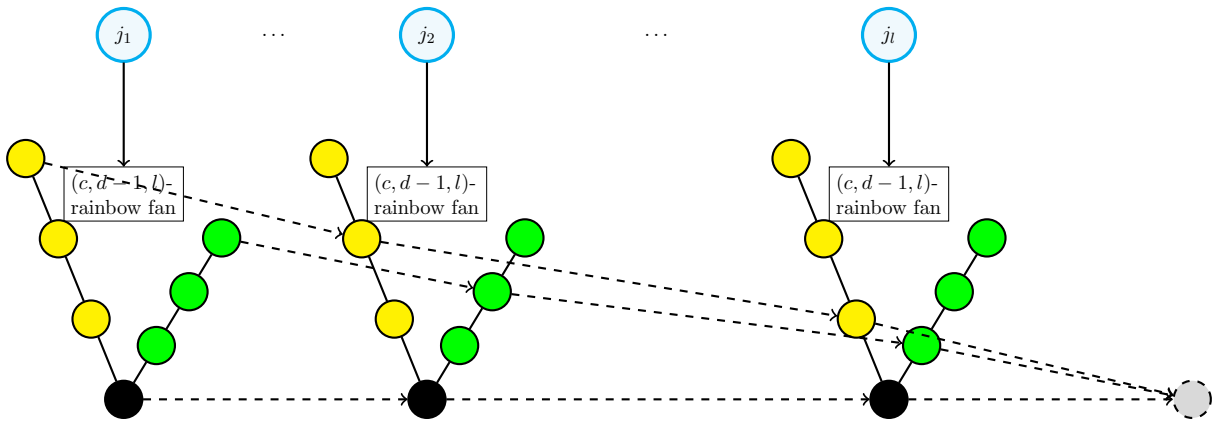 j₁ ... j₂ ... jₗ
(c, d − 1, l)-
rainbow fan
(c, d − 1, l)-
rainbow fan
(c, d − 1, l)-
rainbow fan